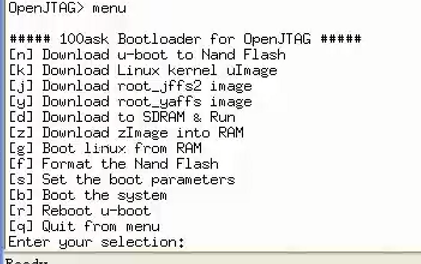 OpenJTAG> menu
##### 100ask Bootloader for OpenJTAG #####
[n] Download u-boot to Nand Flash
[k] Download Linux kernel uImage
[j] Download root_jffs2 image
[y] Download root_yaffs image
[d] Download to SDRAM & Run
[z] Download zImage into RAM
[g] Boot linux from RAM
[f] Format the Nand Flash
[s] Set the boot parameters
[b] Boot the system
[r] Reboot u-boot
[q] Quit from menu
Enter your selection:
Ready